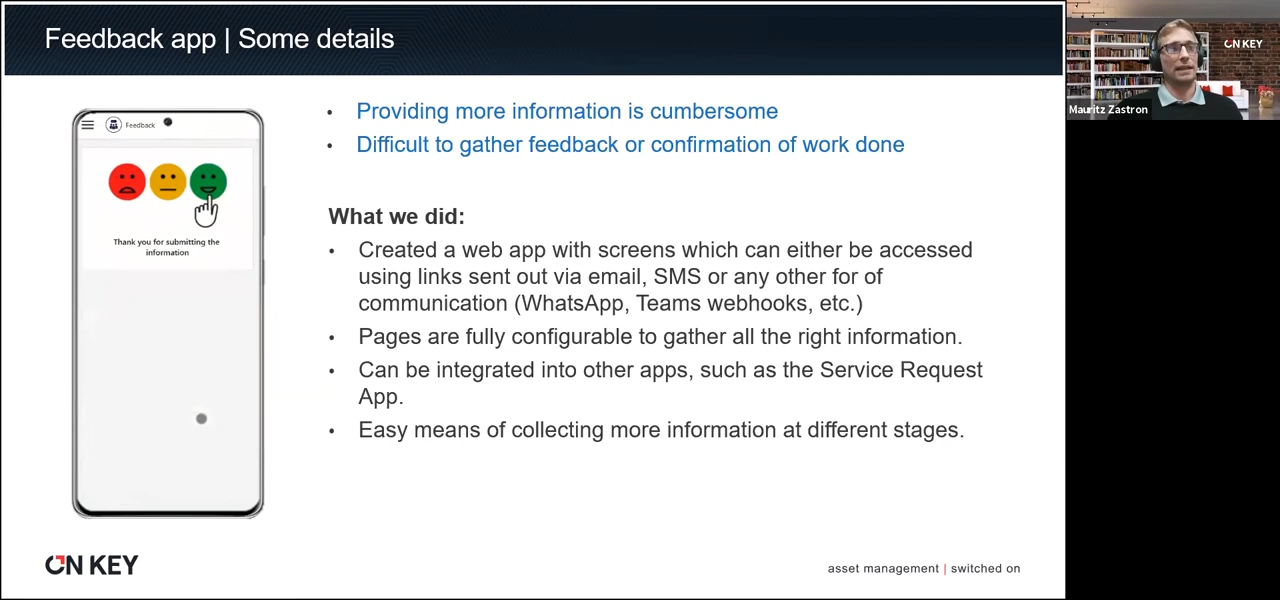 Feedback app | Some details
Feedback
Thank you for submitting the
information
• Providing more information is cumbersome
• Difficult to gather feedback or confirmation of work done
What we did:
• Created a web app with screens which can either be accessed
using links sent out via email, SMS or any other for of
communication (WhatsApp, Teams webhooks, etc.)
• Pages are fully configurable to gather all the right information.
• Can be integrated into other apps, such as the Service Request
App.
• Easy means of collecting more information at different stages.
ON KEY
asset management | switched on
ON KEY
Mauritz Zastron